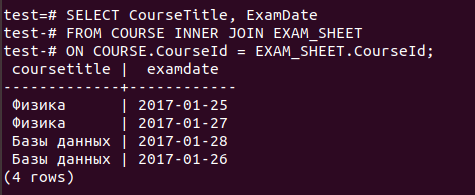 test=# SELECT CourseTitle, ExamDate
test-# FROM COURSE INNER JOIN EXAM_SHEET
test-# ON COURSE.CourseId = EXAM_SHEET.CourseId;
coursetitle | examdate
-------------+------------
Физика | 2017-01-25
Физика | 2017-01-27
Базы данных | 2017-01-28
Базы данных | 2017-01-26
(4 rows)